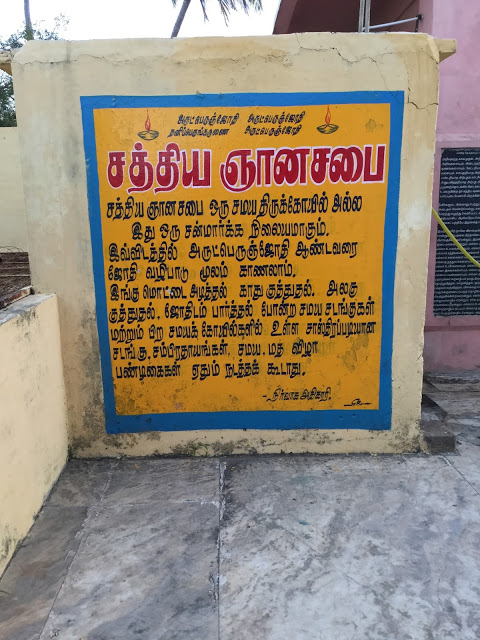 அருட்பெருஞ்ஜோதி அருட்பெருஞ்ஜோதி
தனிப்பெருங்கருணை அருட்பெருஞ்ஜோதி
சத்திய ஞானசபை
சத்திய ஞானசபை ஒரு சமய திருக்கோயில் அல்ல
இது ஒரு சன்மார்க்க நிலையமாகும்.
இவ்விடத்தில் அருட்பெருஞ்ஜோதி ஆண்டவரை
ஜோதி வழிபாடு மூலம் காணலாம்.
இங்கு மொட்டை அடித்தல் காது குத்துதல். அலகு
குத்துதல். ஜோதிடம் பார்த்தல். போன்ற சமய சடங்குகள்
மற்றும் பிற சமயக் கோயில்களில் உள்ள சாஸ்திரப்படியான
சடங்கு. சம்பிரதாயங்கள். சமய. மத விழா
பண்டிகைகள் ஏதும் நடத்தக் கூடாது.
-நிர்வாக அதிகாரி.